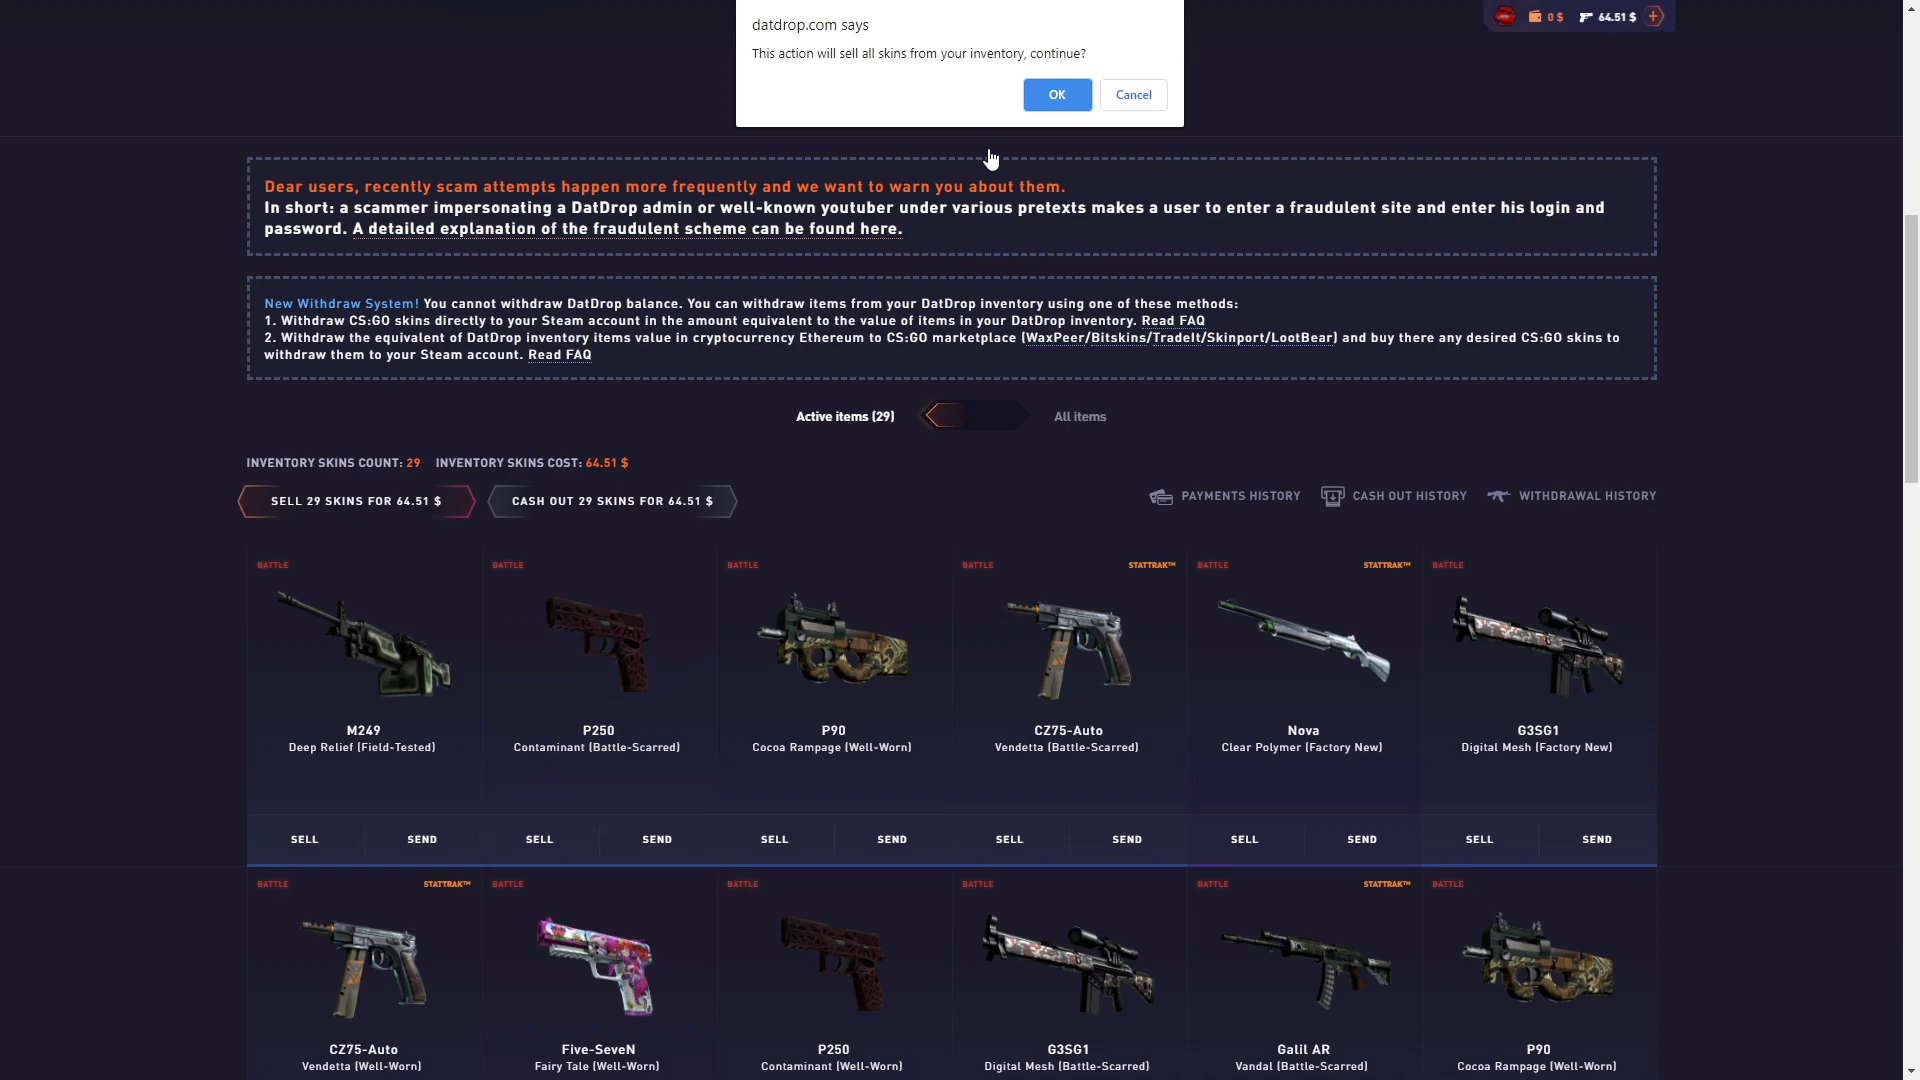 datdrop.com says
This action will sell all skins from your inventory, continue?
OK Cancel
0 $ 64.51 $ +
Dear users, recently scam attempts happen more frequently and we want to warn you about them.
In short: a scammer impersonating a DatDrop admin or well-known youtuber under various pretexts makes a user to enter a fraudulent site and enter his login and
password. A detailed explanation of the fraudulent scheme can be found here.
New Withdraw System! You cannot withdraw DatDrop balance. You can withdraw items from your DatDrop inventory using one of these methods:
1. Withdraw CS:GO skins directly to your Steam account in the amount equivalent to the value of items in your DatDrop inventory. Read FAQ
2. Withdraw the equivalent of DatDrop inventory items value in cryptocurrency Ethereum to CS:GO marketplace (WaxPeer/Bitskins/TradeIt/Skinport/LootBear) and buy there any desired CS:GO skins to
withdraw them to your Steam account. Read FAQ
Active items (29) All items
INVENTORY SKINS COUNT: 29 INVENTORY SKINS COST: 64.51 $
SELL 29 SKINS FOR 64.51 $ CASH OUT 29 SKINS FOR 64.51 $ PAYMENTS HISTORY CASH OUT HISTORY WITHDRAWAL HISTORY
BATTLE BATTLE BATTLE BATTLE STATTRAK™ BATTLE STATTRAK™ BATTLE
M249 P250 P90 CZ75-Auto Nova G3SG1
Deep Relief (Field-Tested) Contaminant (Battle-Scarred) Cocoa Rampage (Well-Worn) Vendetta (Battle-Scarred) Clear Polymer (Factory New) Digital Mesh (Factory New)
SELL SEND SELL SEND SELL SEND SELL SEND SELL SEND SELL SEND
BATTLE STATTRAK™ BATTLE BATTLE BATTLE BATTLE STATTRAK™ BATTLE
CZ75-Auto Five-SeveN P250 G3SG1 Galil AR P90
Vendetta (Well-Worn) Fairy Tale (Well-Worn) Contaminant (Well-Worn) Digital Mesh (Battle-Scarred) Vandal (Battle-Scarred) Cocoa Rampage (Well-Worn)